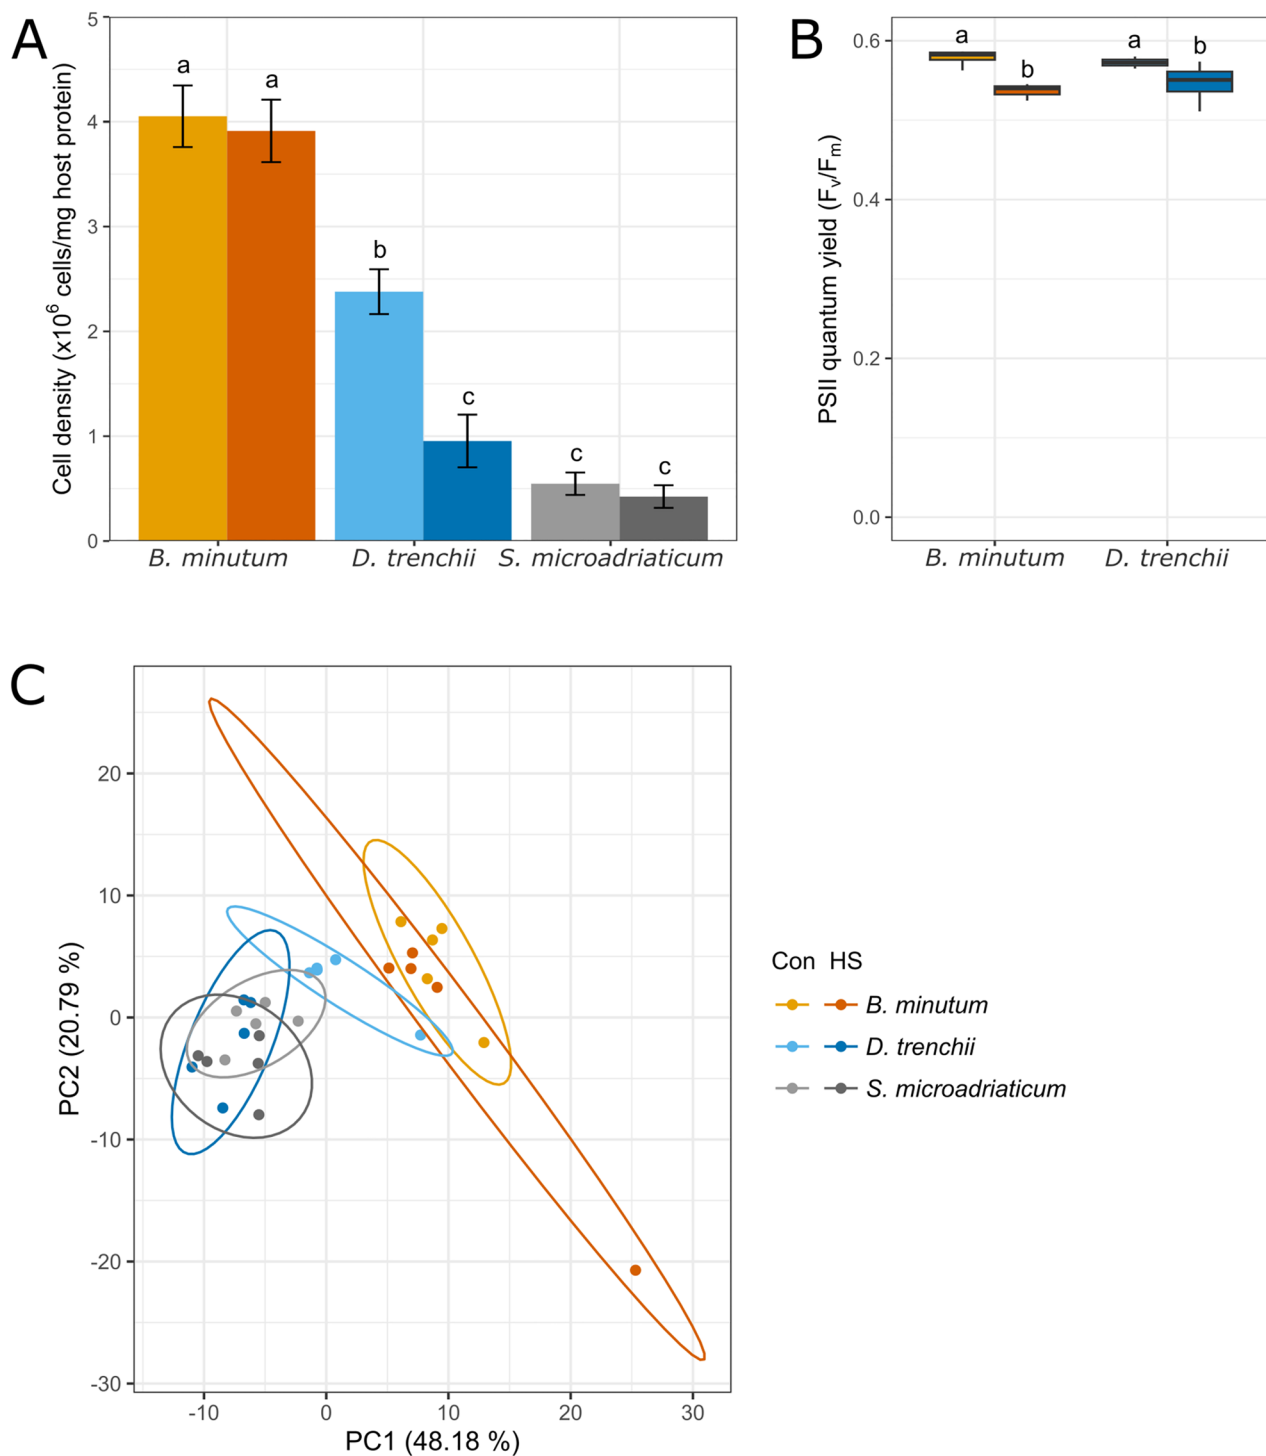 A
Cell density (x10⁶ cells/mg host protein)
5
4
3
2
1
0
a
a
b
c
c
c
B. minutum
D. trenchii
S. microadriaticum
B
PSII quantum yield (Fᵥ/Fₘ)
0.6
0.4
0.2
0.0
a
b
a
b
B. minutum
D. trenchii
C
PC2 (20.79 %)
20
10
0
-10
-20
-30
-10
0
10
20
30
PC1 (48.18 %)
Con HS
B. minutum
D. trenchii
S. microadriaticum